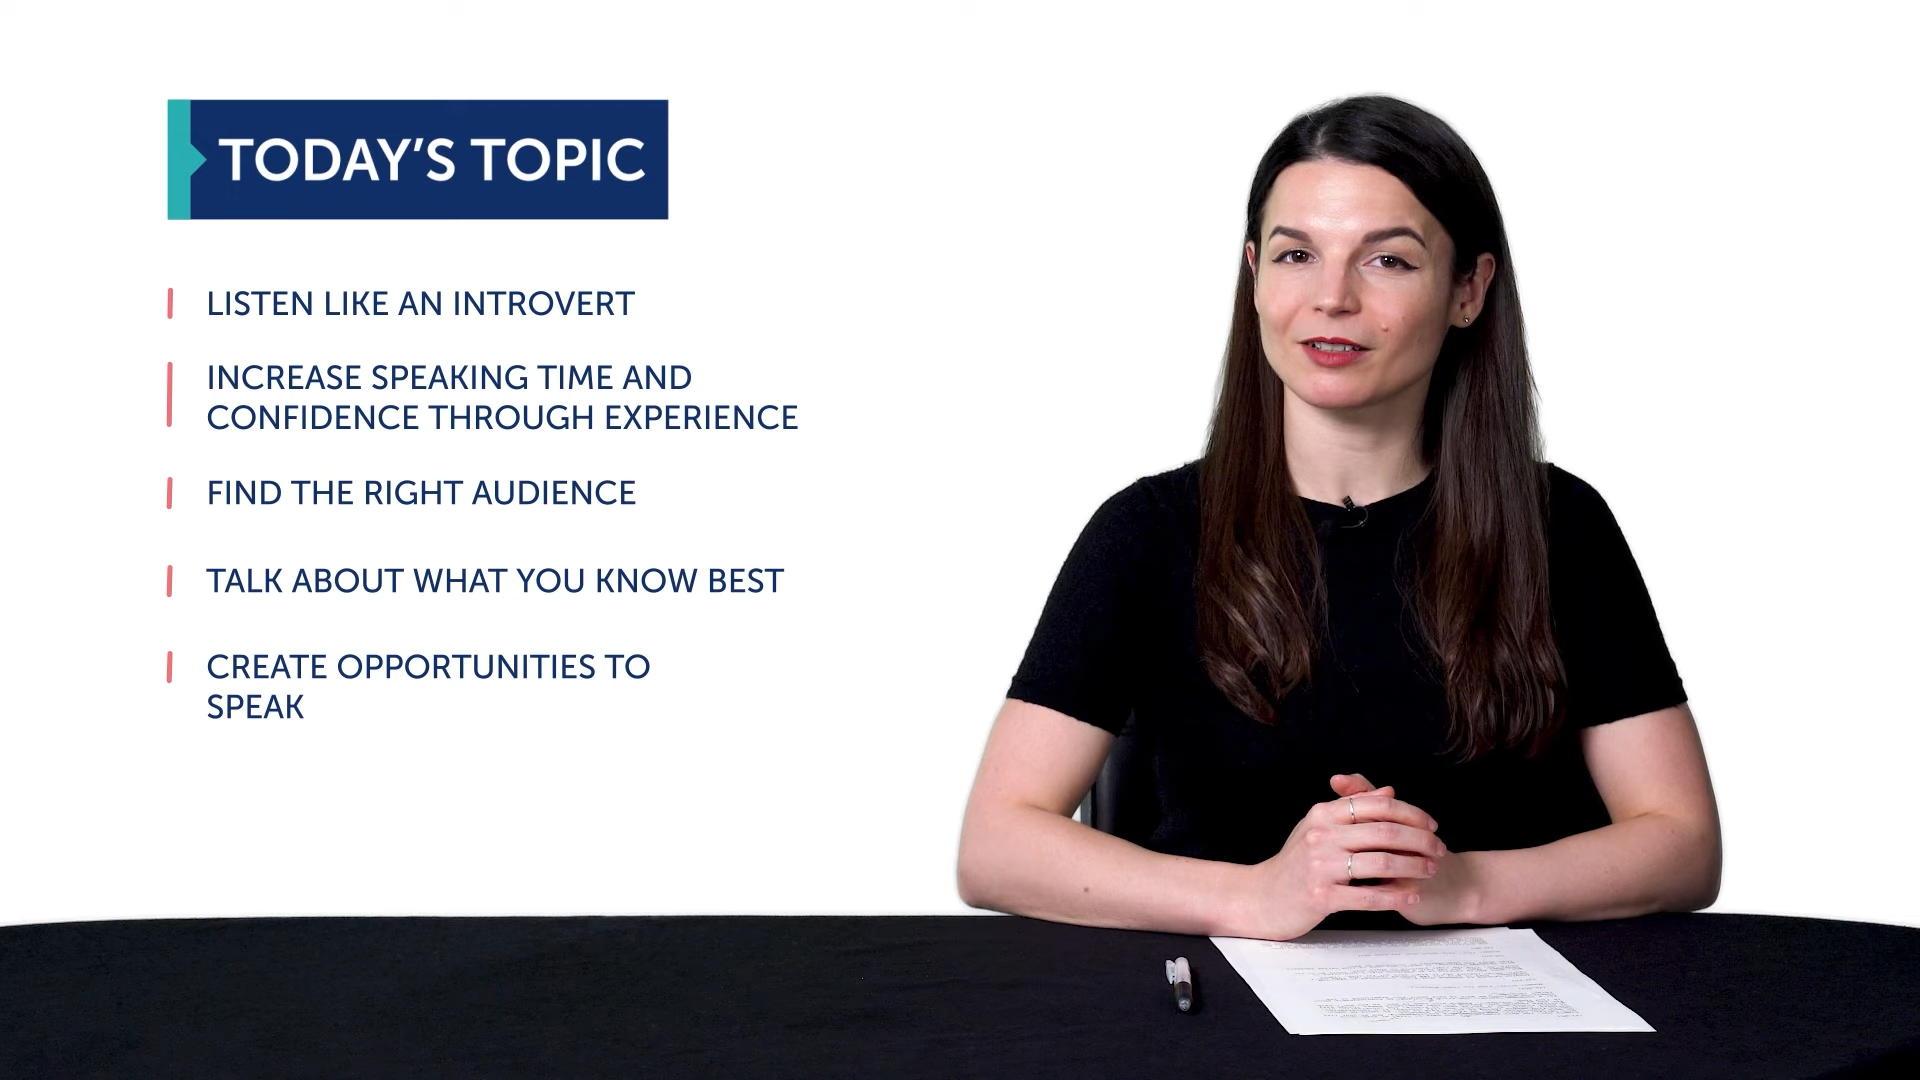 TODAY’S TOPIC
LISTEN LIKE AN INTROVERT
INCREASE SPEAKING TIME AND
CONFIDENCE THROUGH EXPERIENCE
FIND THE RIGHT AUDIENCE
TALK ABOUT WHAT YOU KNOW BEST
CREATE OPPORTUNITIES TO
SPEAK